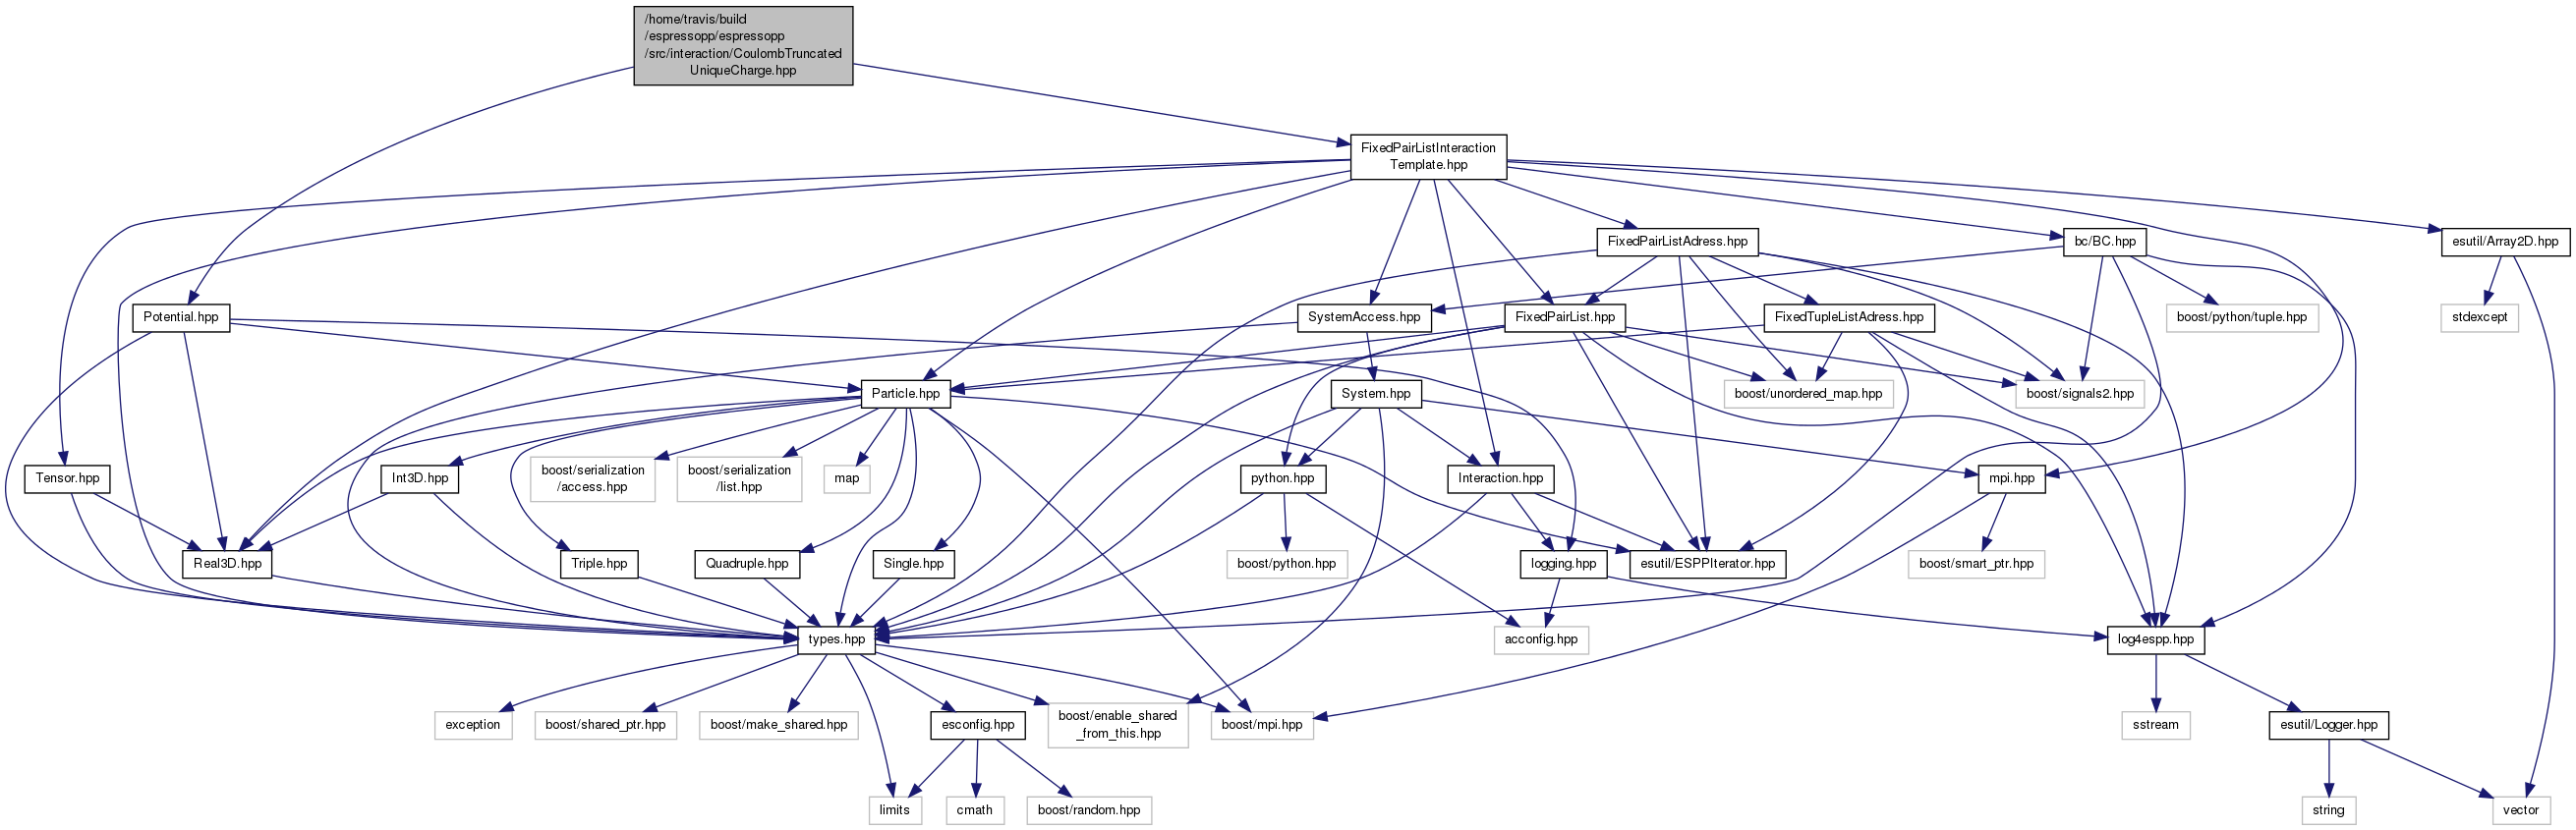 /home/travis/build
/espressopp/espressopp
/src/interaction/CoulombTruncated
UniqueCharge.hpp
FixedPairListInteraction
Template.hpp
FixedPairListAdress.hpp
bc/BC.hpp
esutil/Array2D.hpp
Potential.hpp
SystemAccess.hpp
FixedPairList.hpp
FixedTupleListAdress.hpp
boost/python/tuple.hpp
stdexcept
Particle.hpp
System.hpp
boost/unordered_map.hpp
boost/signals2.hpp
Tensor.hpp
Int3D.hpp
boost/serialization
/access.hpp
boost/serialization
/list.hpp
map
python.hpp
Interaction.hpp
mpi.hpp
Real3D.hpp
Triple.hpp
Quadruple.hpp
Single.hpp
boost/python.hpp
logging.hpp
esutil/ESPPIterator.hpp
boost/smart_ptr.hpp
types.hpp
acconfig.hpp
log4espp.hpp
exception
boost/shared_ptr.hpp
boost/make_shared.hpp
esconfig.hpp
boost/enable_shared
_from_this.hpp
boost/mpi.hpp
sstream
esutil/Logger.hpp
limits
cmath
boost/random.hpp
string
vector